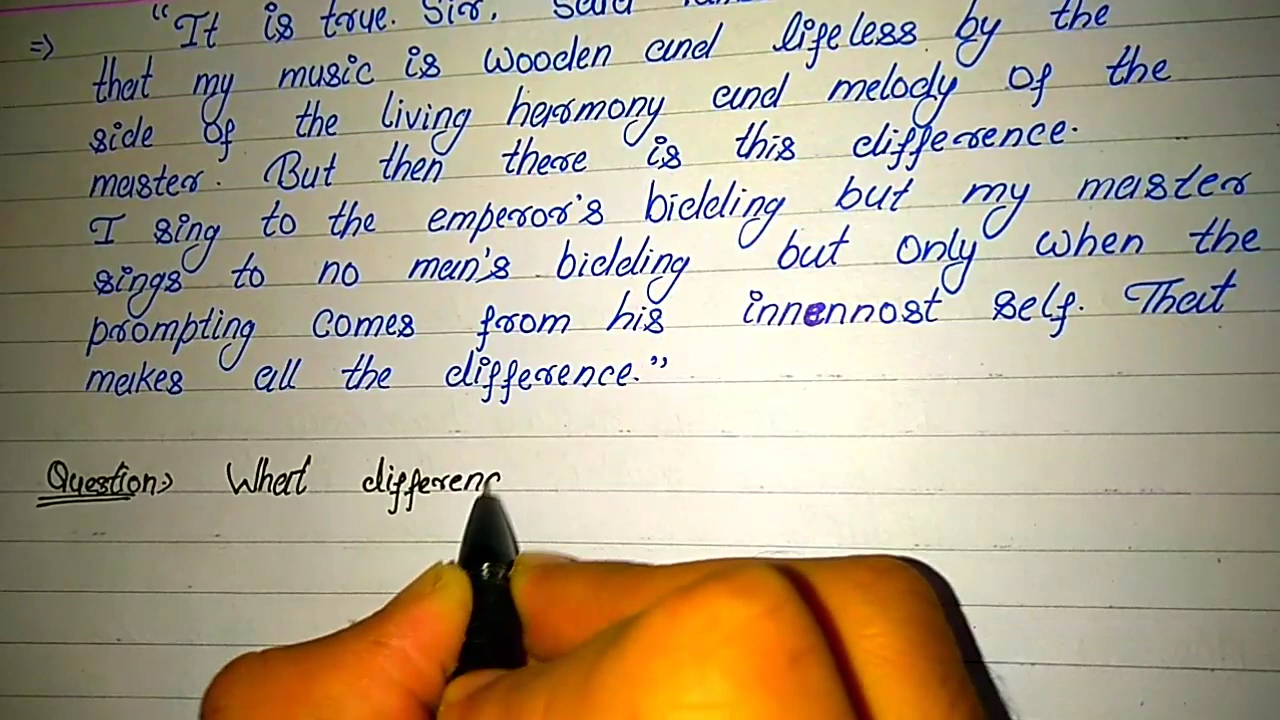 ⇒ "It is true. Sir, Said
that my music is wooden and lifeless by the
side of the living harmony and melody of the
master. But then there is this difference.
I sing to the emperor's bidding but my master
sings to no man's bidding but only when the
prompting comes from his innennost self. That
makes all the difference."
Question⇒ What differenc